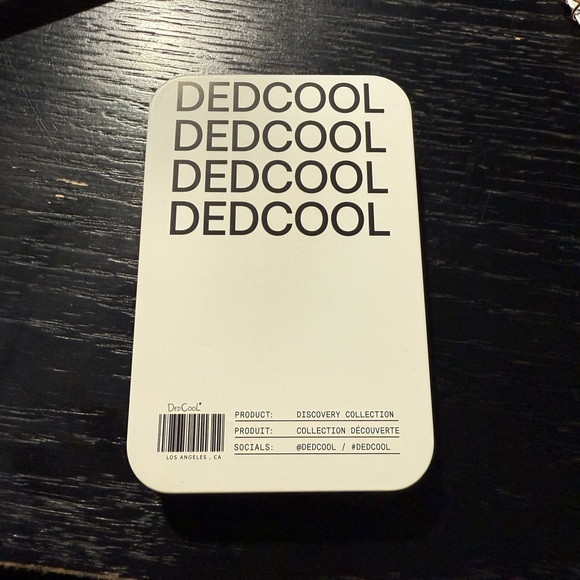 DEDCOOL
DEDCOOL
DEDCOOL
DEDCOOL
DedCool®
LOS ANGELES , CA
PRODUCT: DISCOVERY COLLECTION
PRODUIT: COLLECTION DÉCOUVERTE
SOCIALS: @DEDCOOL / #DEDCOOL